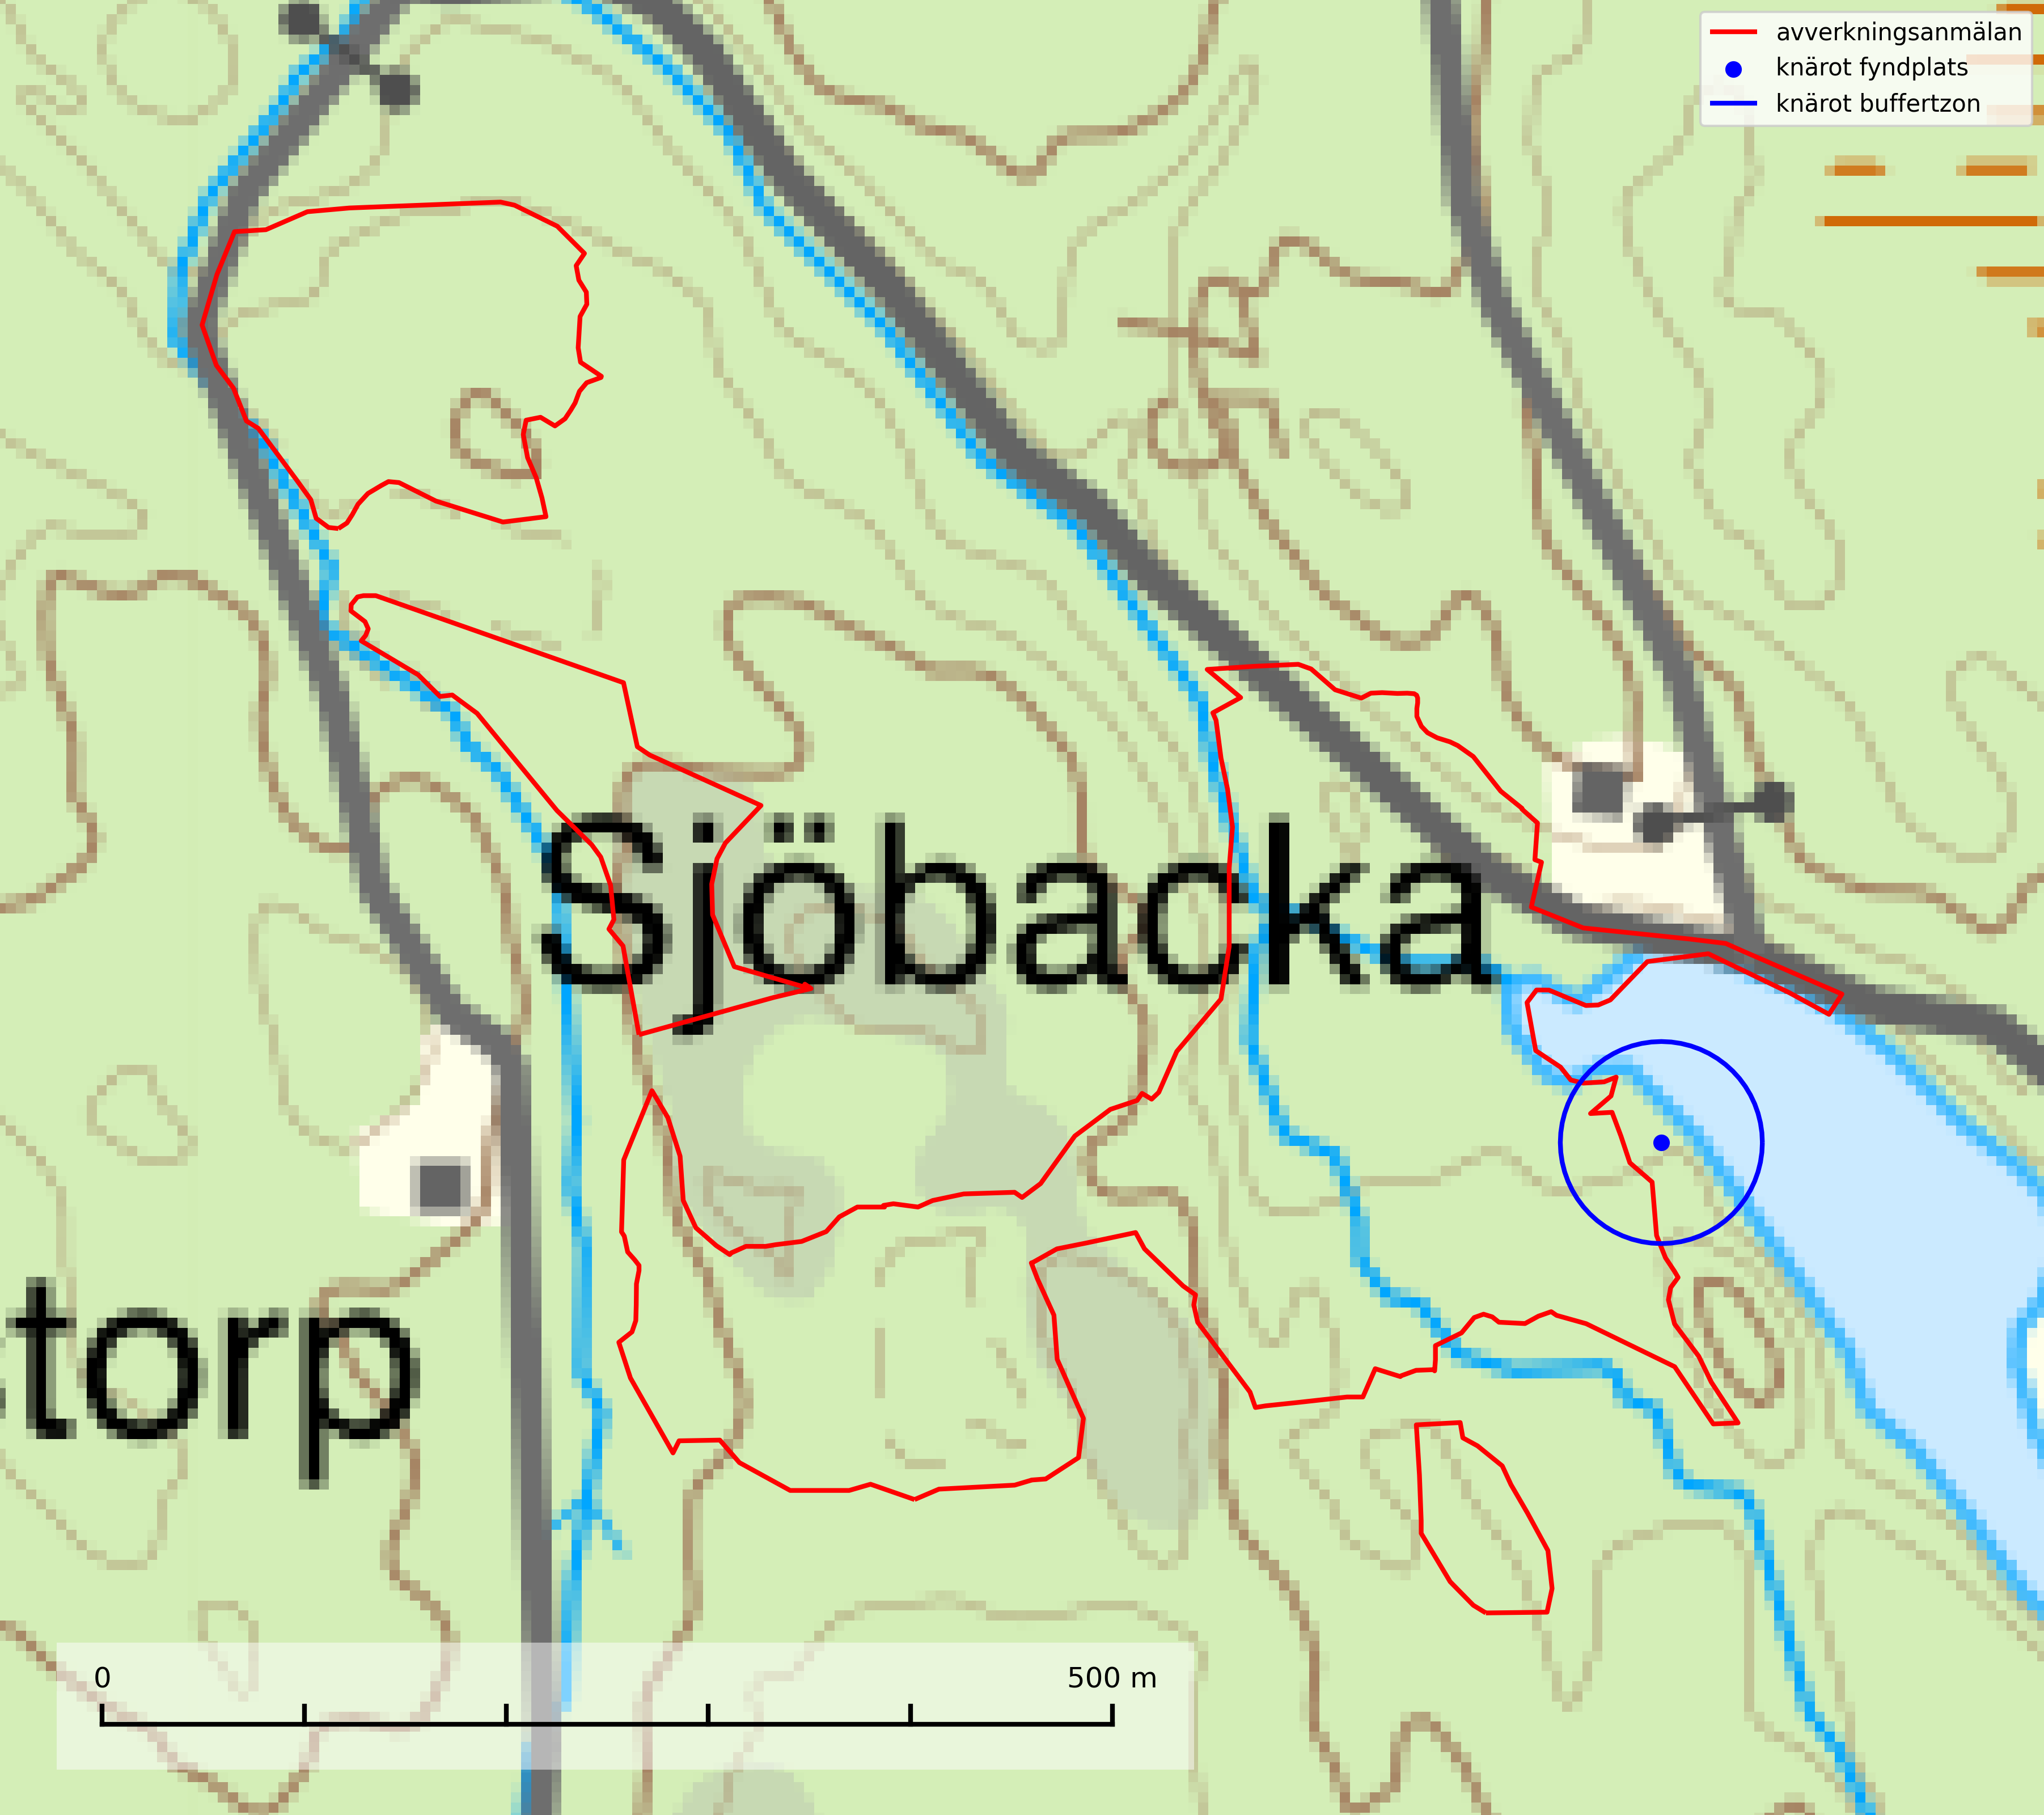 avverkningsanmälan
knärot fyndplats
knärot buffertzon
Sjöbacka
torp
0 500 m